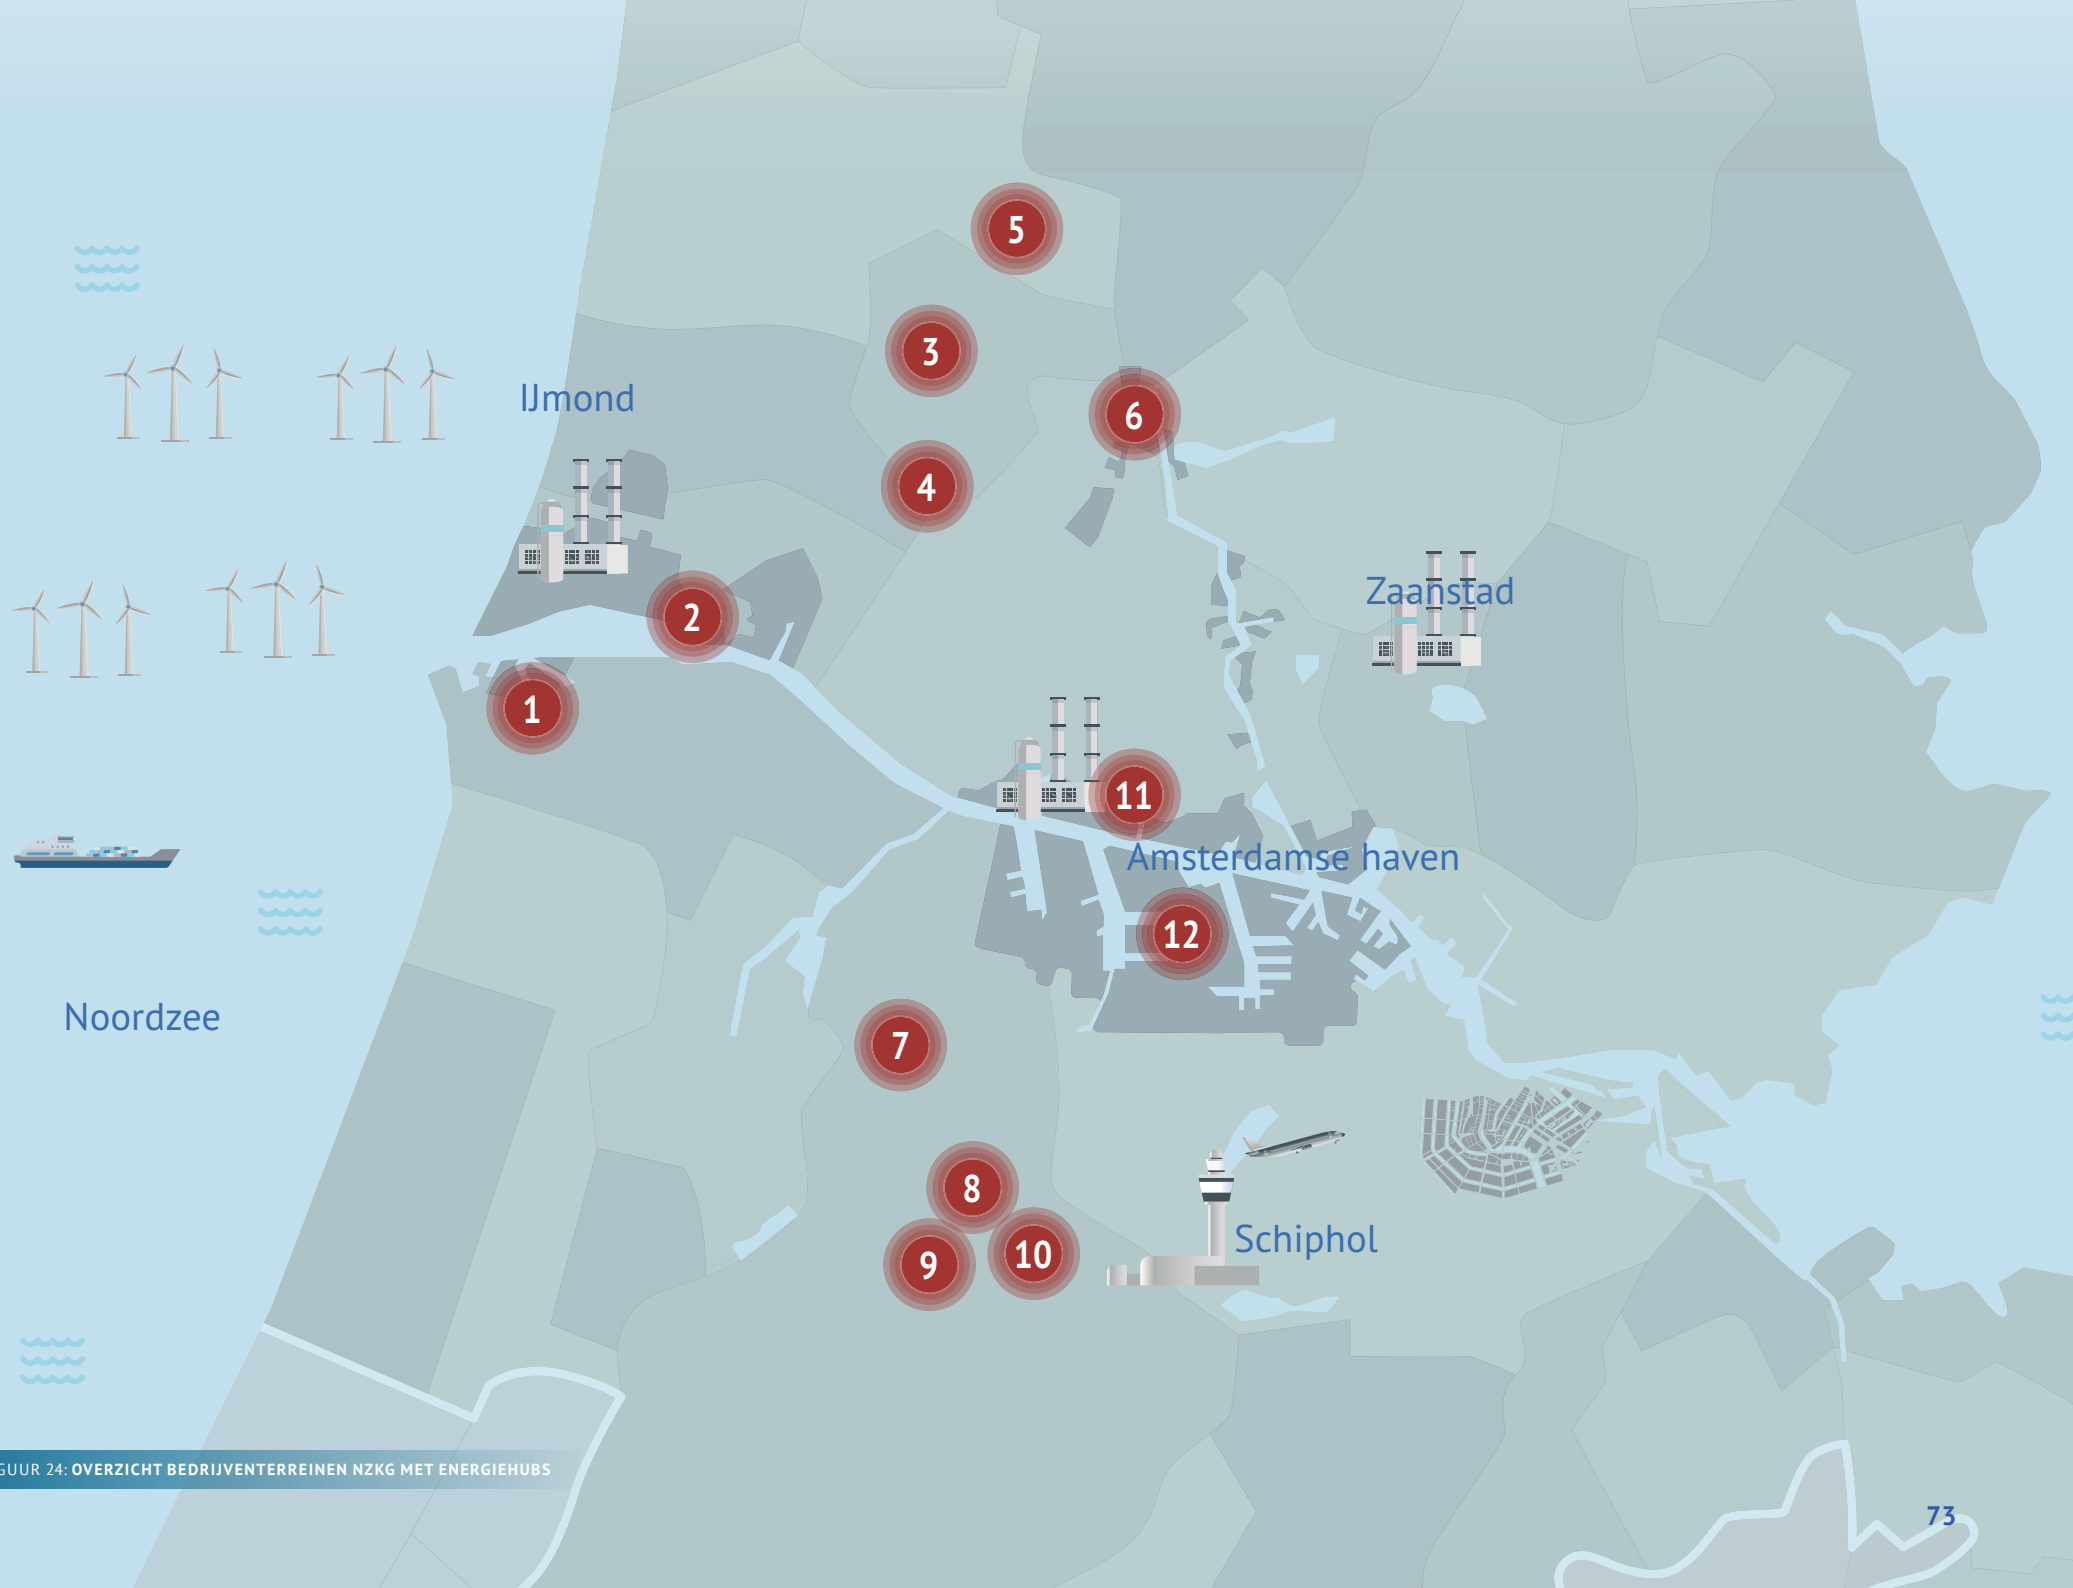 5
3
IJmond
6
4
Zaanstad
2
1
11
Amsterdamse haven
12
Noordzee
7
8
Schiphol
10
9
GUUR 24: OVERZICHT BEDRIJVENTERREINEN NZKG MET ENERGIEHUBS
73